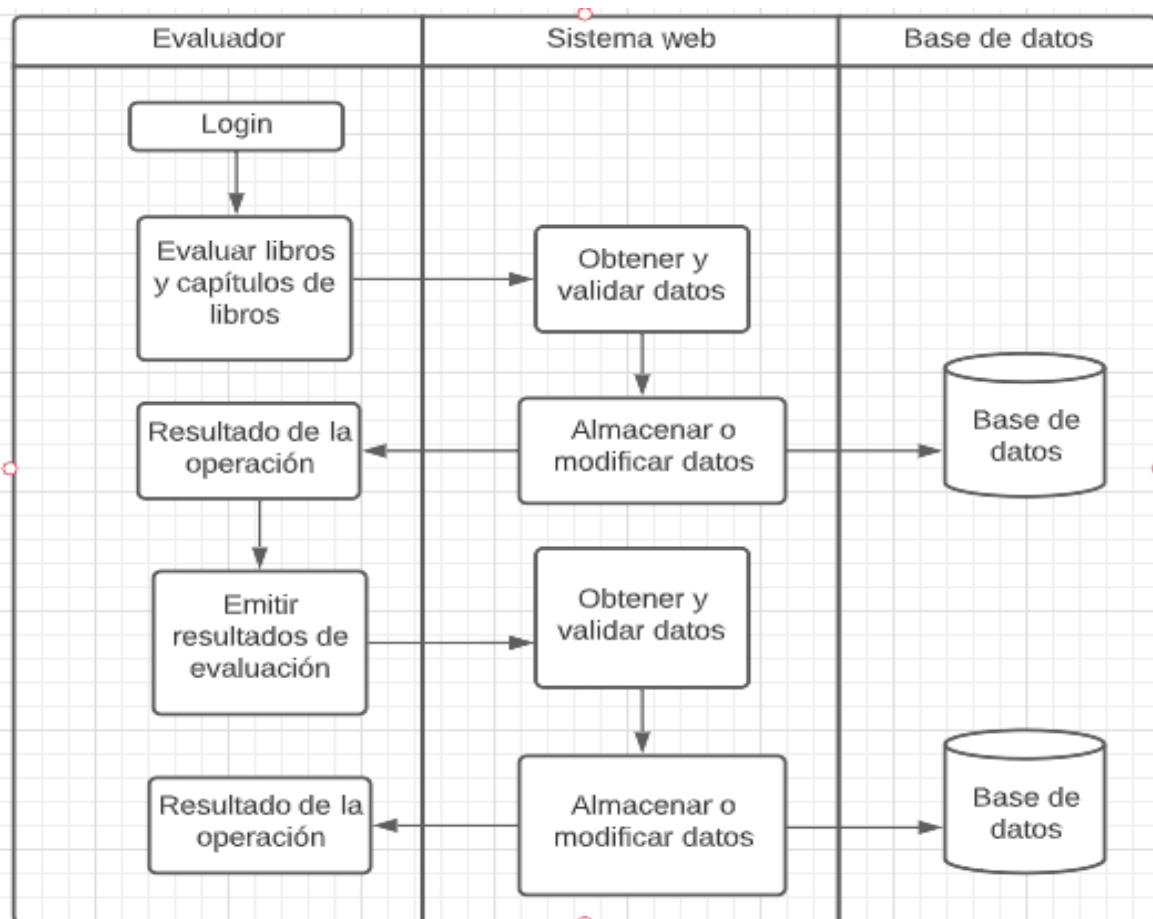 Evaluador
Sistema web
Base de datos
Login
Evaluar libros
y capítulos de
libros
Obtener y
validar datos
Resultado de la
operación
Almacenar o
modificar datos
Base de
datos
Emitir
resultados de
evaluación
Obtener y
validar datos
Resultado de la
operación
Almacenar o
modificar datos
Base de
datos